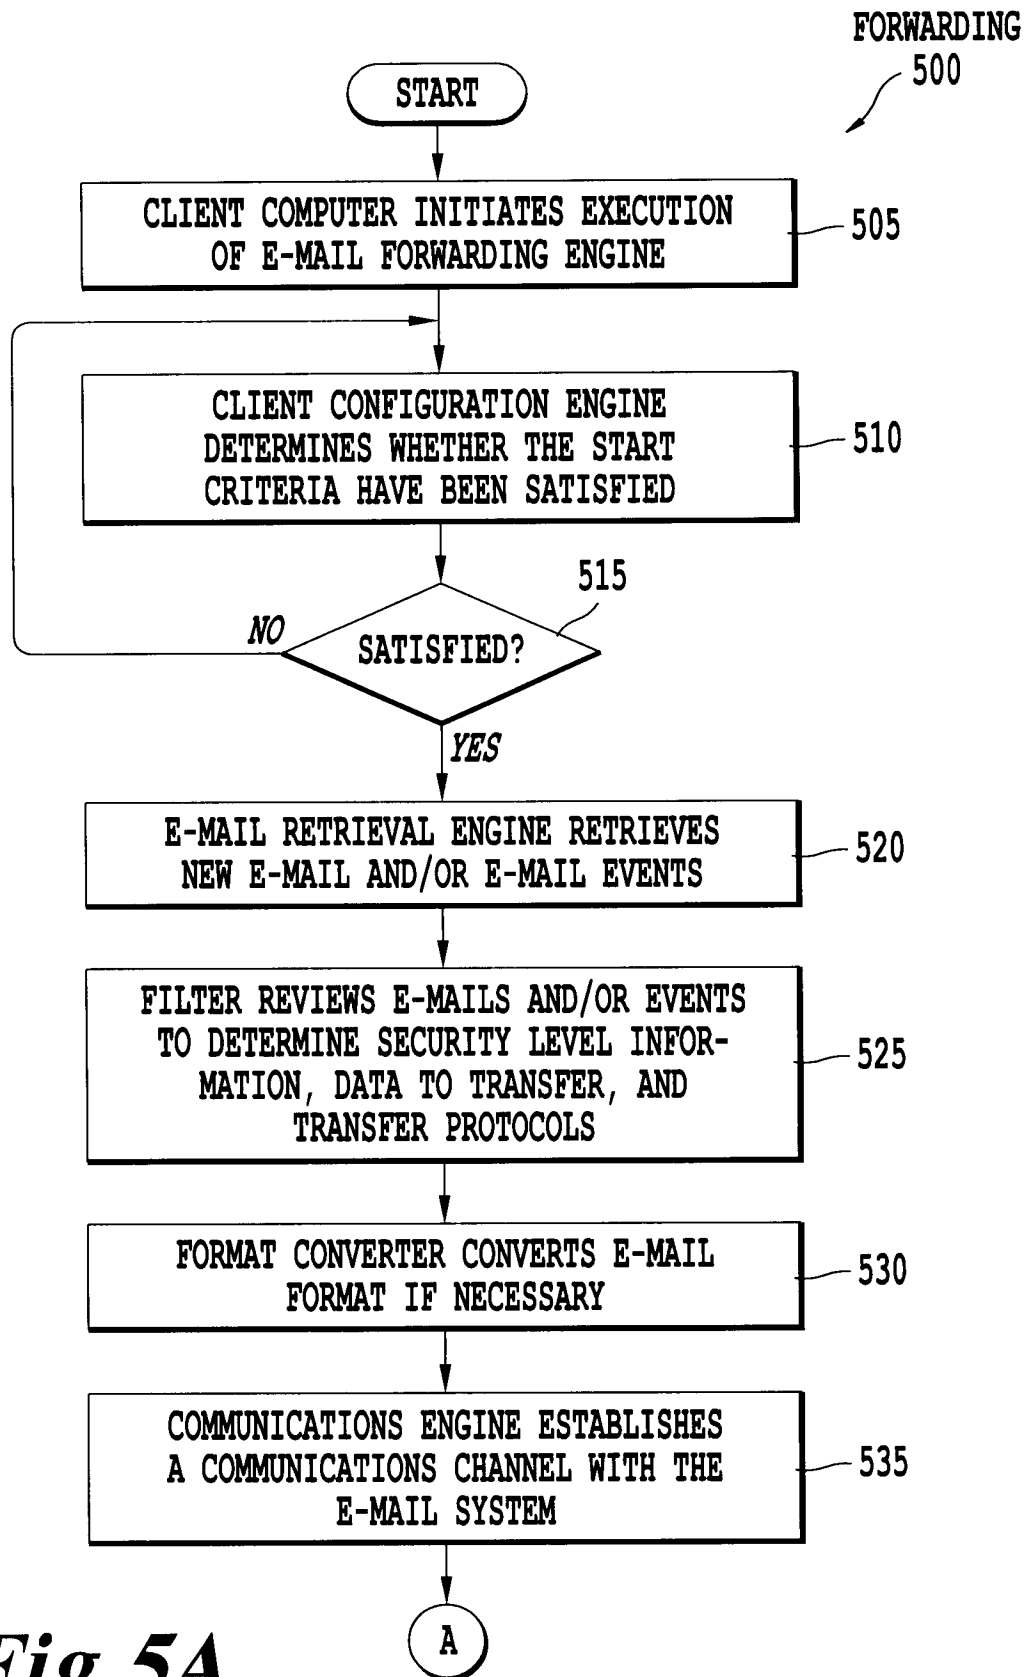 FORWARDING
500
START
CLIENT COMPUTER INITIATES EXECUTION
OF E-MAIL FORWARDING ENGINE
505
CLIENT CONFIGURATION ENGINE
DETERMINES WHETHER THE START
CRITERIA HAVE BEEN SATISFIED
510
515
NO
SATISFIED?
YES
E-MAIL RETRIEVAL ENGINE RETRIEVES
NEW E-MAIL AND/OR E-MAIL EVENTS
520
FILTER REVIEWS E-MAILS AND/OR EVENTS
TO DETERMINE SECURITY LEVEL INFOR-
MATION, DATA TO TRANSFER, AND
TRANSFER PROTOCOLS
525
FORMAT CONVERTER CONVERTS E-MAIL
FORMAT IF NECESSARY
530
COMMUNICATIONS ENGINE ESTABLISHES
A COMMUNICATIONS CHANNEL WITH THE
E-MAIL SYSTEM
535
A
Fig 5A